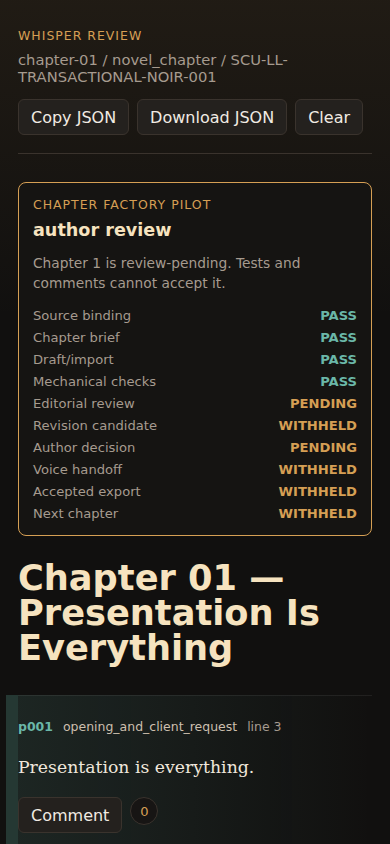 WHISPER REVIEW
chapter-01 / novel_chapter / SCU-LL-
TRANSACTIONAL-NOIR-001
Copy JSON Download JSON Clear
CHAPTER FACTORY PILOT
author review
Chapter 1 is review-pending. Tests and
comments cannot accept it.
Source binding PASS
Chapter brief PASS
Draft/import PASS
Mechanical checks PASS
Editorial review PENDING
Revision candidate WITHHELD
Author decision PENDING
Voice handoff WITHHELD
Accepted export WITHHELD
Next chapter WITHHELD
Chapter 01 —
Presentation Is
Everything
p001 opening_and_client_request line 3
Presentation is everything.
Comment 0